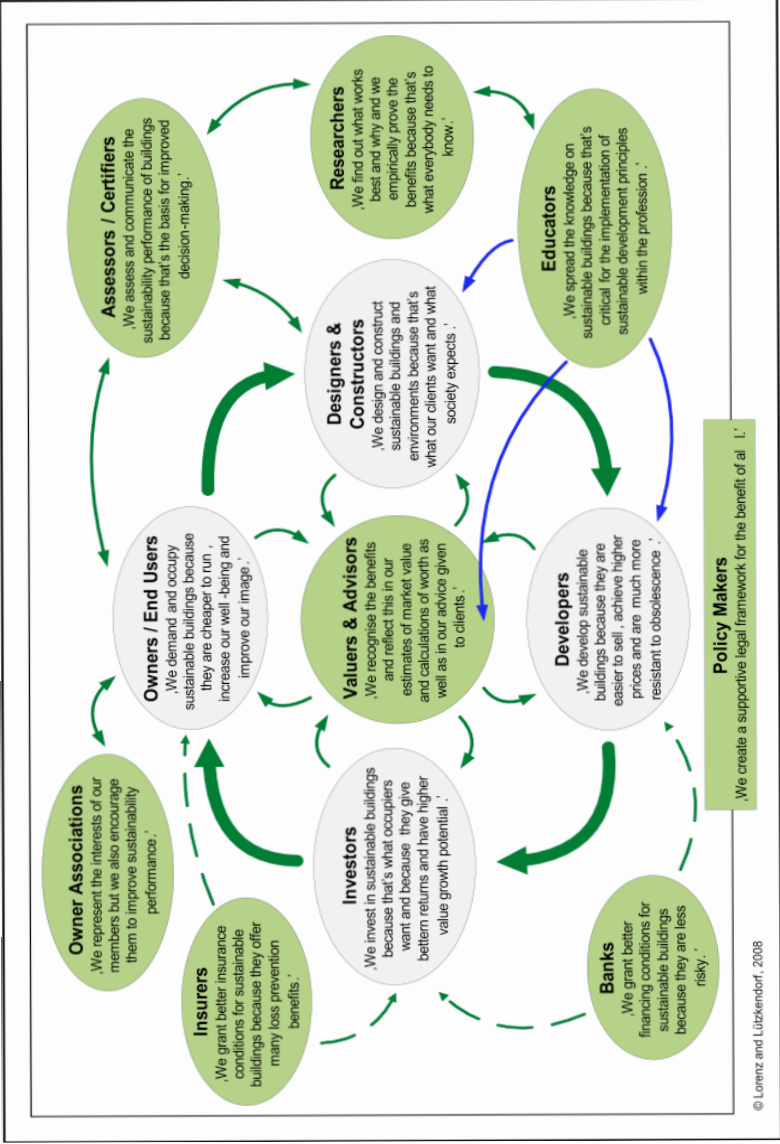 Owner Associations
‚We represent the interests of our
members but we also encourage
them to improve sustainability
performance.’
Assessors / Certifiers
‚We assess and communicate the
sustainability performance of buildings
because that's the basis for improved
decision-making.’
Owners / End Users
‚We demand and occupy
sustainable buildings because
they are cheaper to run ,
increase our well -being and
improve our image.’
Insurers
‚We grant better insurance
conditions for sustainable
buildings because they offer
many loss prevention
benefits.’
Investors
‚We invest in sustainable buildings
because that's what occupiers
want and because they give
bettern returns and have higher
value growth potential .’
Valuers & Advisors
‚We recognise the benefits
and reflect this in our
estimates of market value
and calculations of worth as
well as in our advice given
to clients.’
Designers &
Constructors
‚We design and construct
sustainable buildings and
environments because that's
what our clients want and what
society expects .’
Researchers
‚We find out what works
best and why and we
empirically prove the
benefits because that's
what everybody needs to
know.’
Banks
‚We grant better
financing conditions for
sustainable buildings
because they are less
risky.’
Developers
‚We develop sustainable
buildings because they are
easier to sell , achieve higher
prices and are much more
resistant to obsolescence .’
Educators
‚We spread the knowledge on
sustainable buildings because that's
critical for the implementation of
sustainable development principles
within the profession .’
Policy Makers
‚We create a supportive legal framework for the benefit of al l.’
© Lorenz and Lützkendorf, 2008